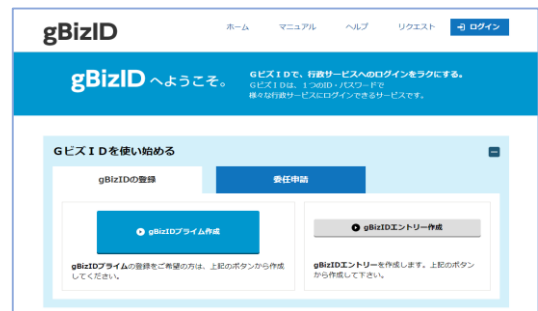 gBizID
ホーム マニュアル ヘルプ リクエスト ログイン
gBizID へようこそ。
GビズIDで、行政サービスへのログインをラクにする。
GビズIDは、1つのID・パスワードで
様々な行政サービスにログインできるサービスです。
GビズIDを使い始める
gBizIDの登録 委任申請
gBizIDプライム作成
gBizIDプライムの登録をご希望の方は、上記のボタンから作成
してください。
gBizIDエントリー作成
gBizIDエントリーを作成します。上記のボタン
から作成して下さい。